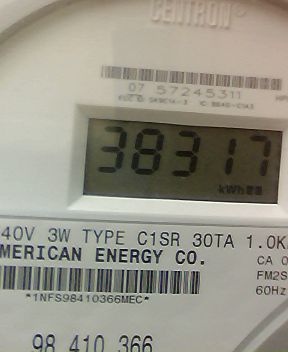 CENTRON®
07 57245311
38317
kWh
40V 3W TYPE C1SR 30TA 1.0K
MERICAN ENERGY CO.
CA 0
FM2S
60Hz
*1NFS98410366MEC*
98 410 366